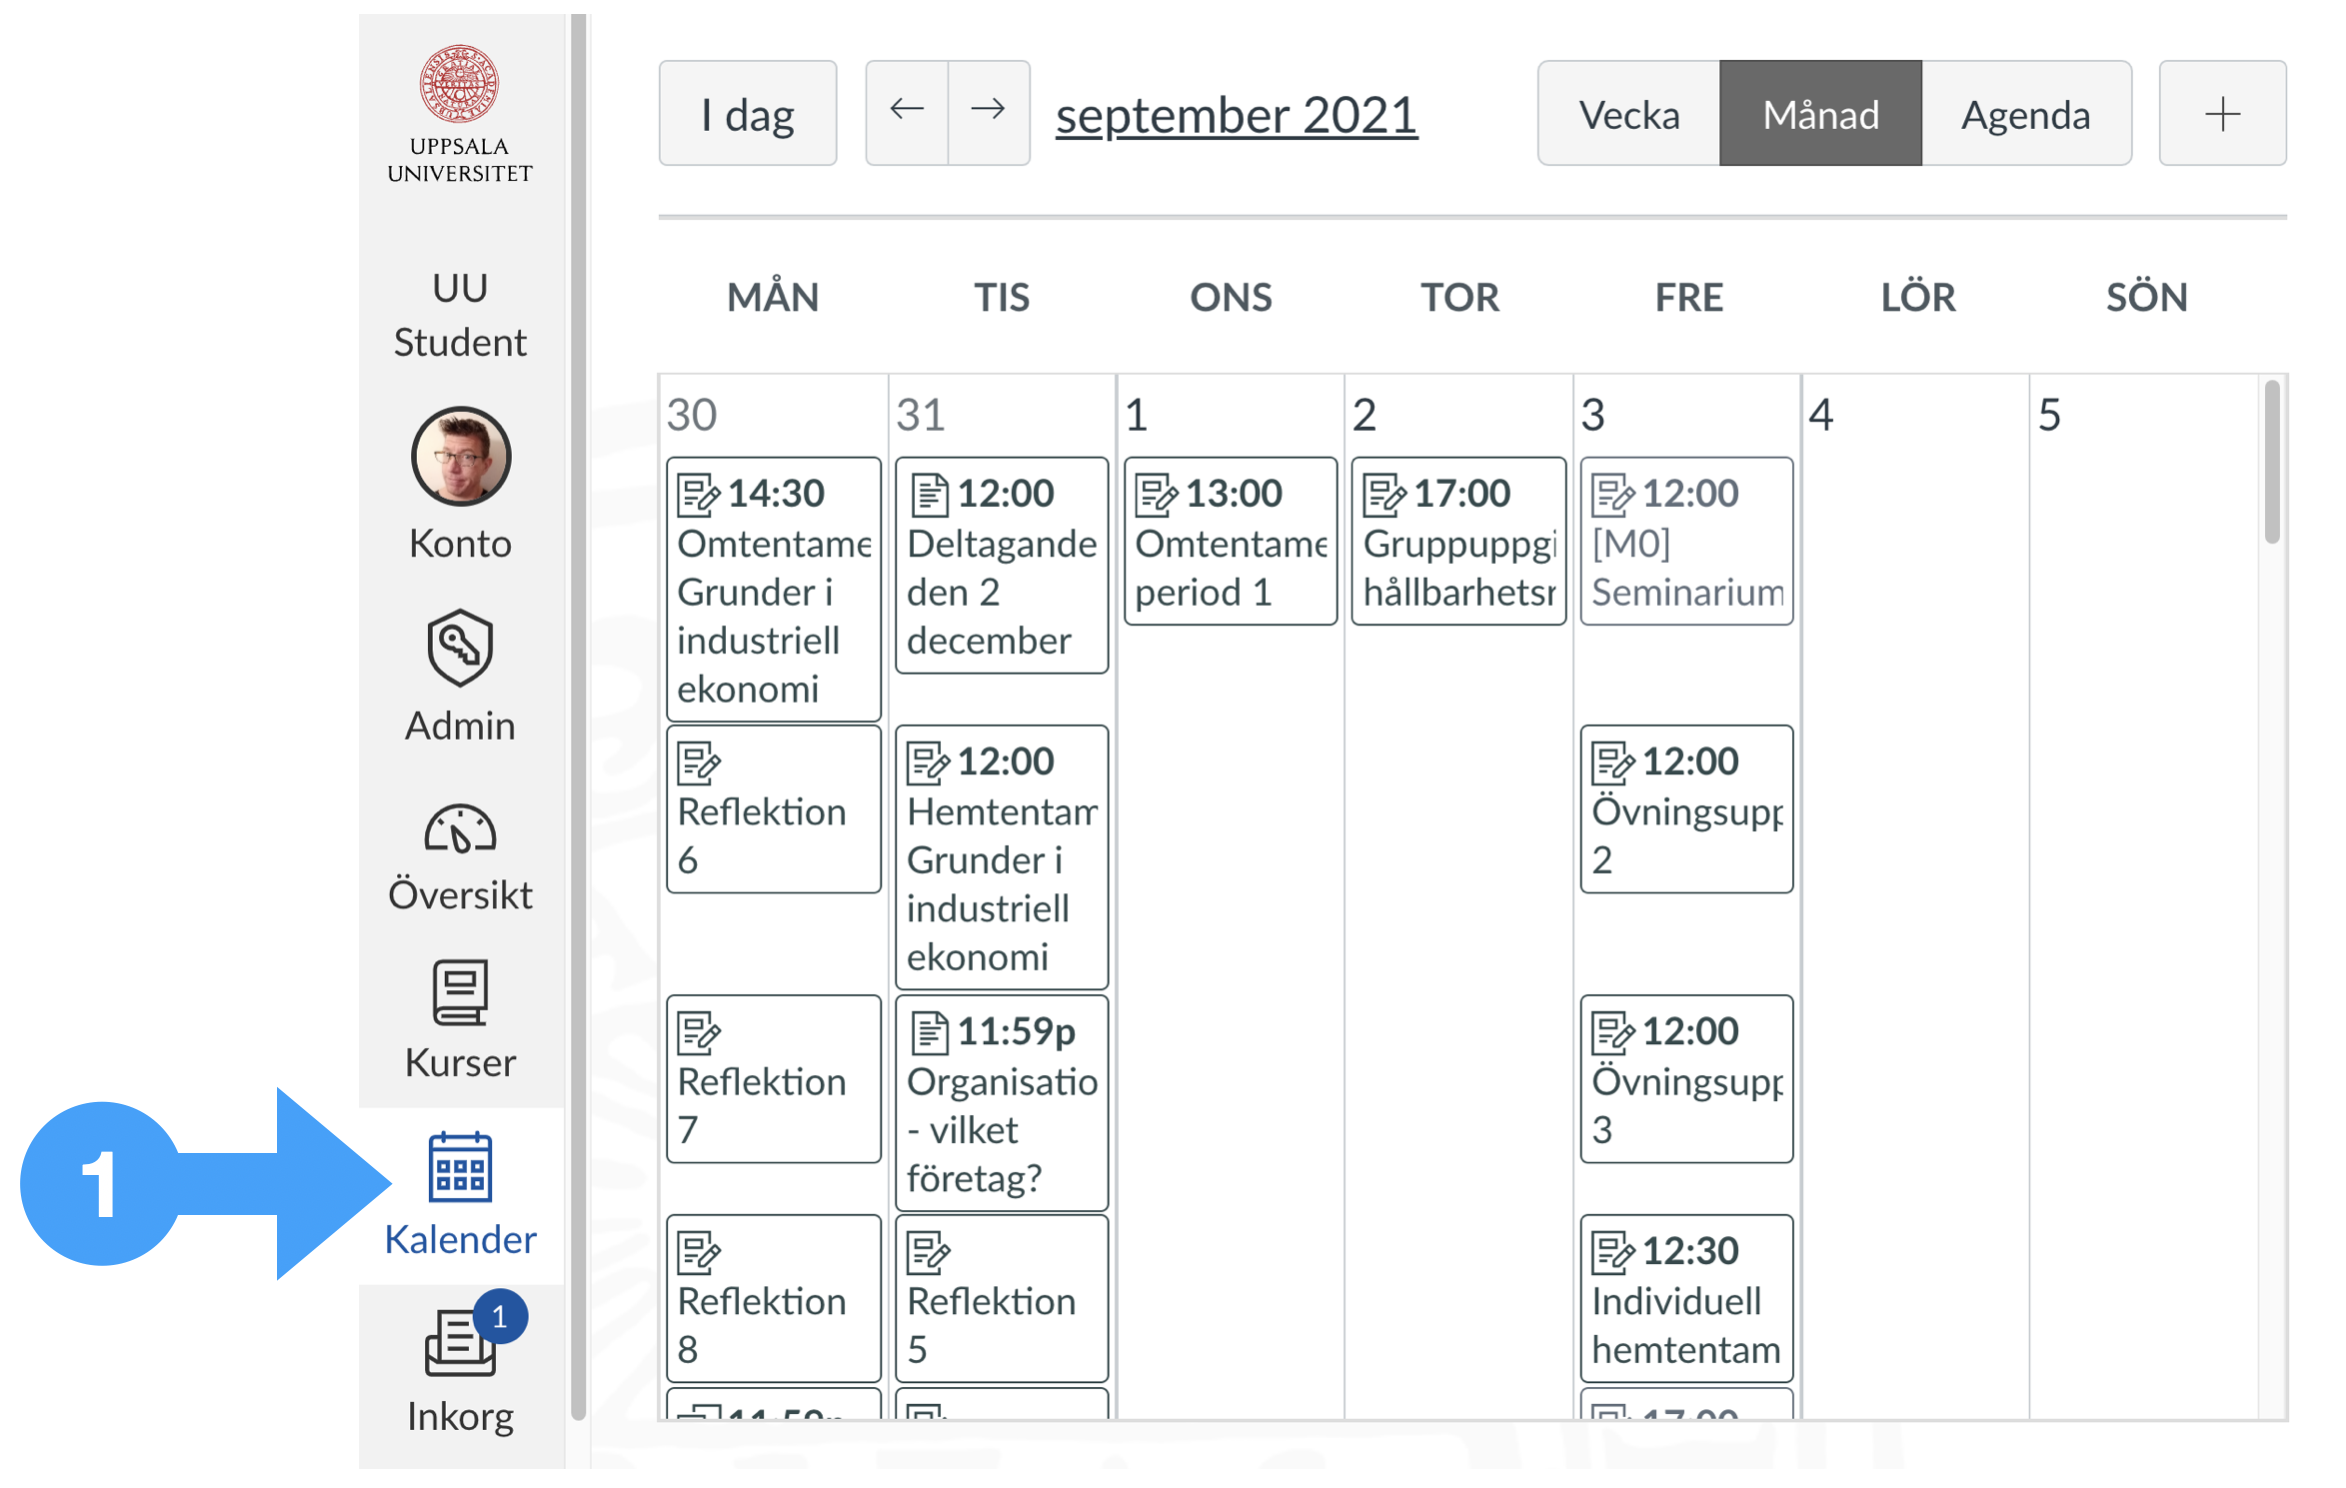 UPPSALA
UNIVERSITET
UU
Student
Konto
Admin
Översikt
Kurser
1
Kalender
1
Inkorg
I dag
september 2021
Vecka
Månad
Agenda
MÅN
TIS
ONS
TOR
FRE
LÖR
SÖN
30
14:30
Omtentame
Grunder i
industriell
ekonomi
Reflektion
6
Reflektion
7
Reflektion
8
31
12:00
Deltagande
den 2
december
12:00
Hemtentam
Grunder i
industriell
ekonomi
11:59p
Organisatio
- vilket
företag?
Reflektion
5
1
13:00
Omtentame
period 1
2
17:00
Gruppuppgi
hållbarhetsr
3
12:00
[M0]
Seminarium
12:00
Övningsupp
2
12:00
Övningsupp
3
12:30
Individuell
hemtentam
4
5